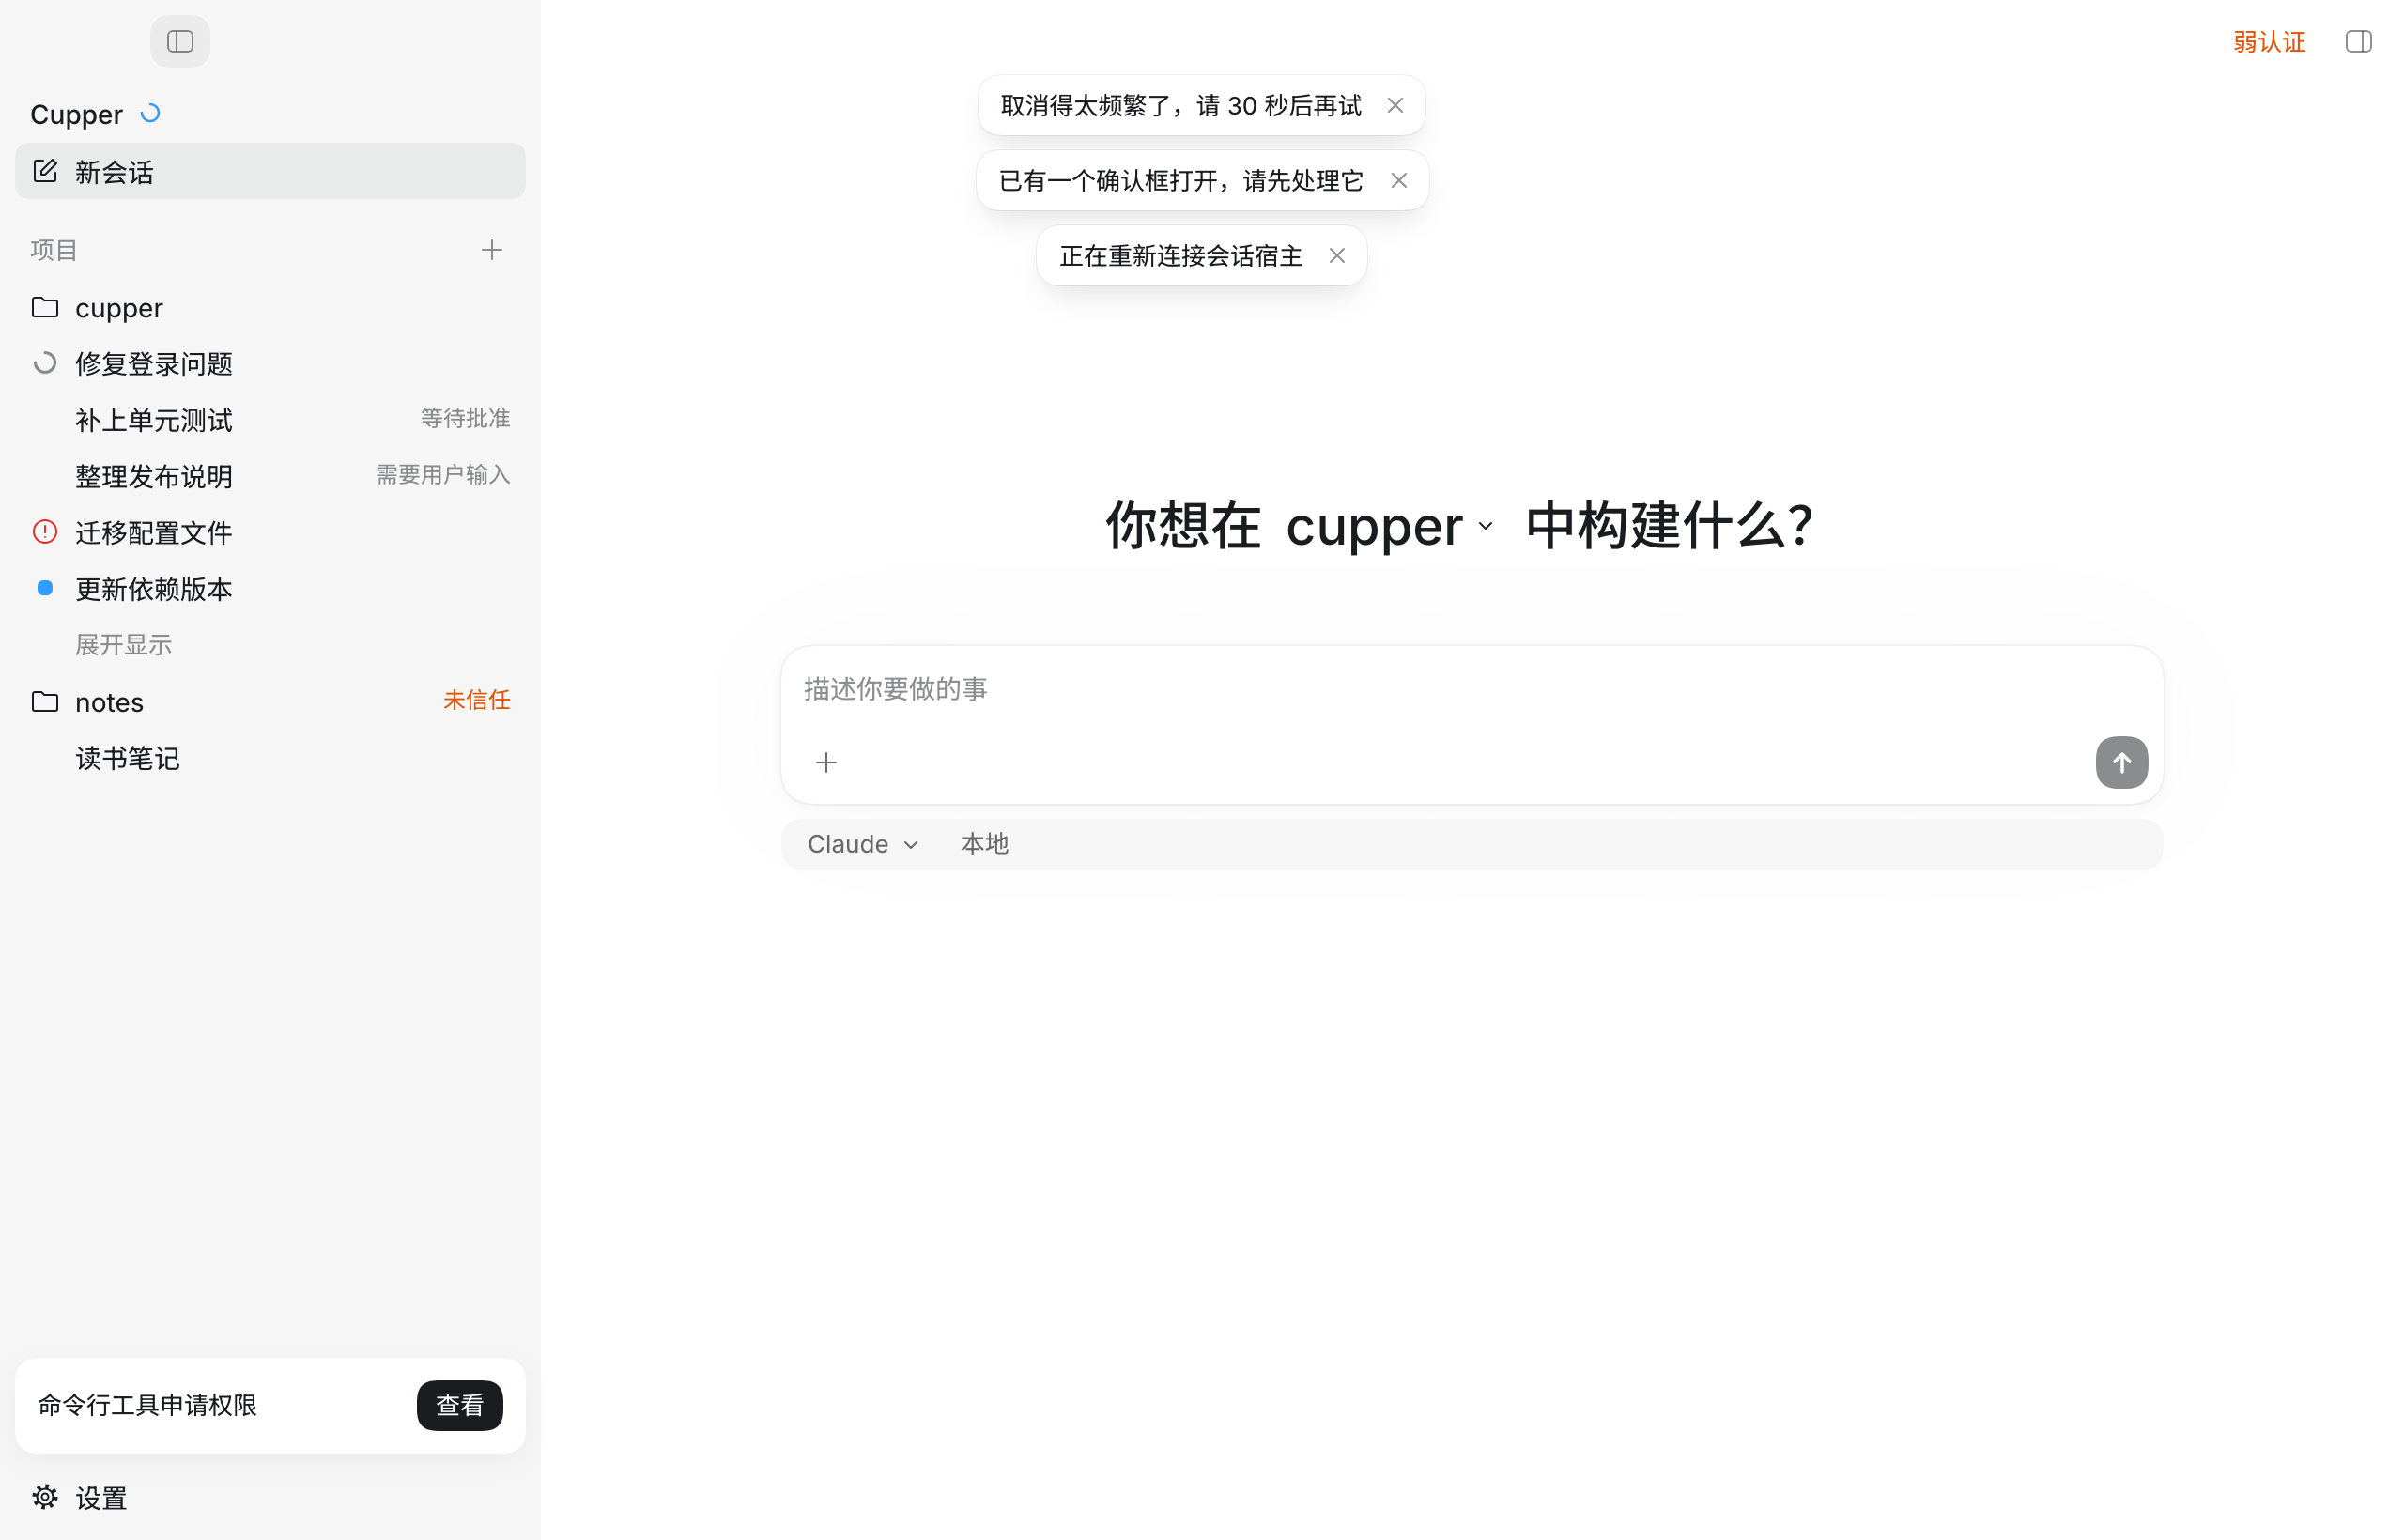 弱认证
取消得太频繁了，请 30 秒后再试
已有一个确认框打开，请先处理它
正在重新连接会话宿主
Cupper
新会话
项目
cupper
修复登录问题
补上单元测试 等待批准
整理发布说明 需要用户输入
迁移配置文件
更新依赖版本
展开显示
notes 未信任
读书笔记
命令行工具申请权限 查看
设置
你想在 cupper 中构建什么？
描述你要做的事
Claude 本地